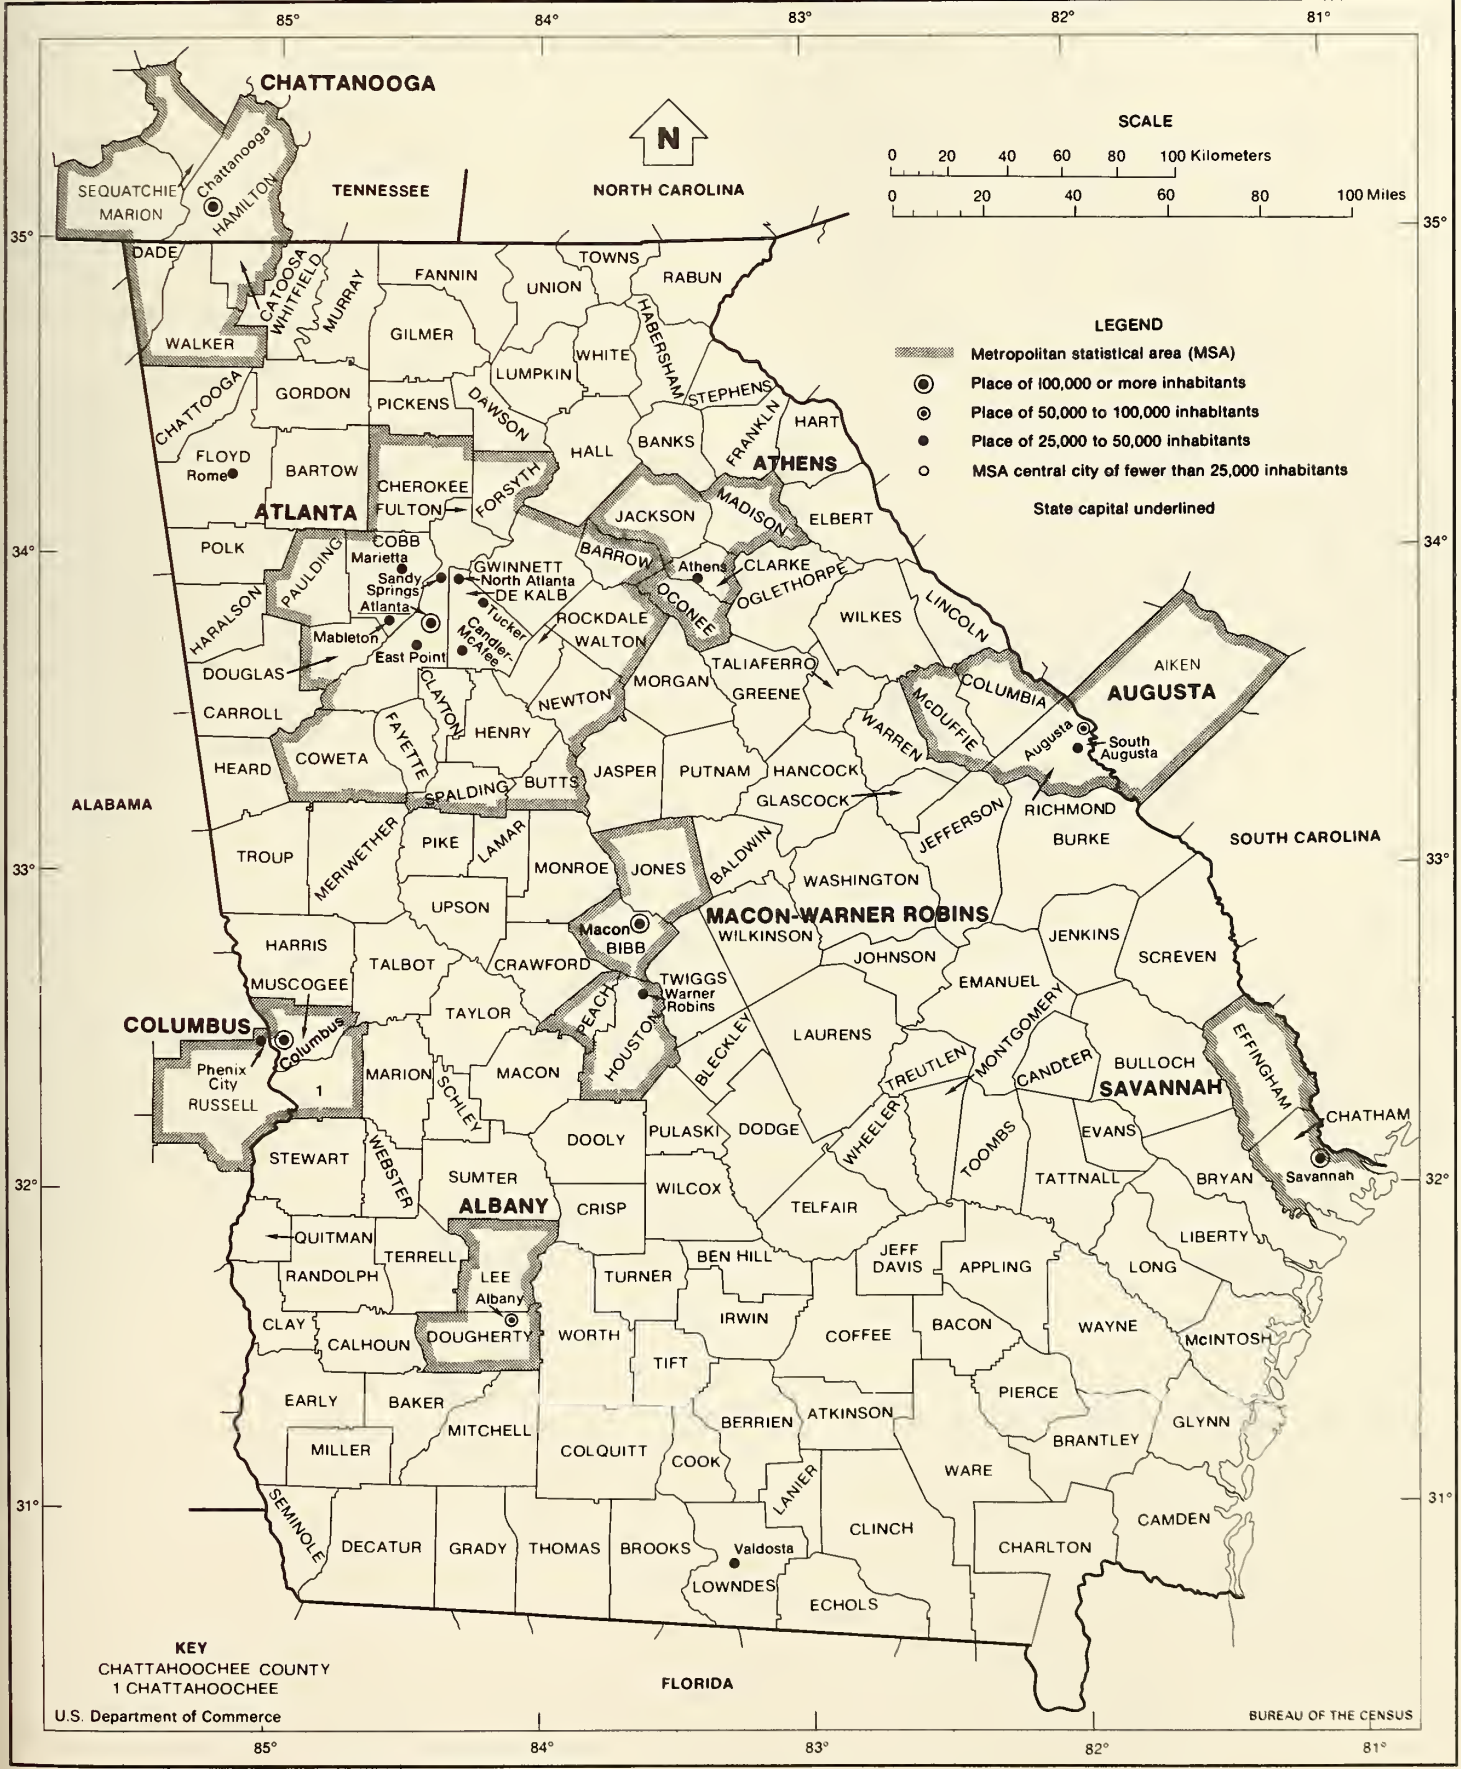 85° 84° 83° 82° 81°
CHATTANOOGA
N
SCALE
0 20 40 60 80 100 Kilometers
0 20 40 60 80 100 Miles
SEQUATCHIE
MARION
Chattanooga
HAMILTON
TENNESSEE
NORTH CAROLINA
35°
35°
DADE
CATOOSA
WHITFIELD
MURRAY
FANNIN
UNION
TOWNS
RABUN
WALKER
GILMER
LUMPKIN
WHITE
HABERSHAM
STEPHENS
LEGEND
Metropolitan statistical area (MSA)
Place of 100,000 or more inhabitants
Place of 50,000 to 100,000 inhabitants
Place of 25,000 to 50,000 inhabitants
MSA central city of fewer than 25,000 inhabitants
State capital underlined
CHATTOOGA
GORDON
PICKENS
DAWSON
HALL
BANKS
FRANKLN
HART
FLOYD
Rome
BARTOW
CHEROKEE
FULTON
FORSYTH
ATHENS
ATLANTA
JACKSON
MADISON
ELBERT
34°
34°
POLK
PAULDING
COBB
Marietta
Sandy
Springs
Atlanta
GWINNETT
North Atlanta
DE KALB
BARROW
Athens
CLARKE
OGLETHORPE
OCONEE
HARALSON
Mableton
Tucker
Candler-
McAfee
East Point
ROCKDALE
WALTON
WILKES
LINCOLN
DOUGLAS
CARROLL
CLAYTON
FAYETTE
HENRY
NEWTON
MORGAN
TALIAFERRO
GREENE
McDUFFIE
COLUMBIA
AIKEN
AUGUSTA
Augusta
South
Augusta
HEARD
COWETA
SPALDING
BUTTS
JASPER
PUTNAM
HANCOCK
WARREN
GLASCOCK
RICHMOND
JEFFERSON
BURKE
ALABAMA
SOUTH CAROLINA
33°
33°
TROUP
MERIWETHER
PIKE
LAMAR
MONROE
JONES
BALDWIN
WASHINGTON
UPSON
MACON-WARNER ROBINS
Macon
BIBB
WILKINSON
JENKINS
SCREVEN
HARRIS
TALBOT
CRAWFORD
JOHNSON
EMANUEL
MUSCOGEE
TAYLOR
PEACH
TWIGGS
Warner
Robins
COLUMBUS
Columbus
Phenix
City
RUSSELL
1
MARION
SCHLEY
MACON
HOUSTON
BLECKLEY
LAURENS
TREUTLEN
MONTGOMERY
CANDLER
BULLOCH
EFFINGHAM
SAVANNAH
CHATHAM
Savannah
STEWART
WEBSTER
SUMTER
DOOLY
PULASKI
DODGE
WHEELER
TOOMBS
EVANS
TATTNALL
BRYAN
32°
32°
ALBANY
CRISP
WILCOX
TELFAIR
LIBERTY
QUITMAN
TERRELL
LEE
RANDOLPH
TURNER
BEN HILL
JEFF
DAVIS
APPLING
LONG
Albany
CLAY
CALHOUN
DOUGHERTY
WORTH
IRWIN
COFFEE
BACON
WAYNE
McINTOSH
TIFT
EARLY
BAKER
MITCHELL
BERRIEN
ATKINSON
PIERCE
GLYNN
MILLER
COLQUITT
COOK
BRANTLEY
LANIER
WARE
31°
31°
SEMINOLE
DECATUR
GRADY
THOMAS
BROOKS
Valdosta
LOWNDES
CLINCH
CHARLTON
CAMDEN
ECHOLS
KEY
CHATTAHOOCHEE COUNTY
1 CHATTAHOOCHEE
FLORIDA
U.S. Department of Commerce
BUREAU OF THE CENSUS
85° 84° 83° 82° 81°